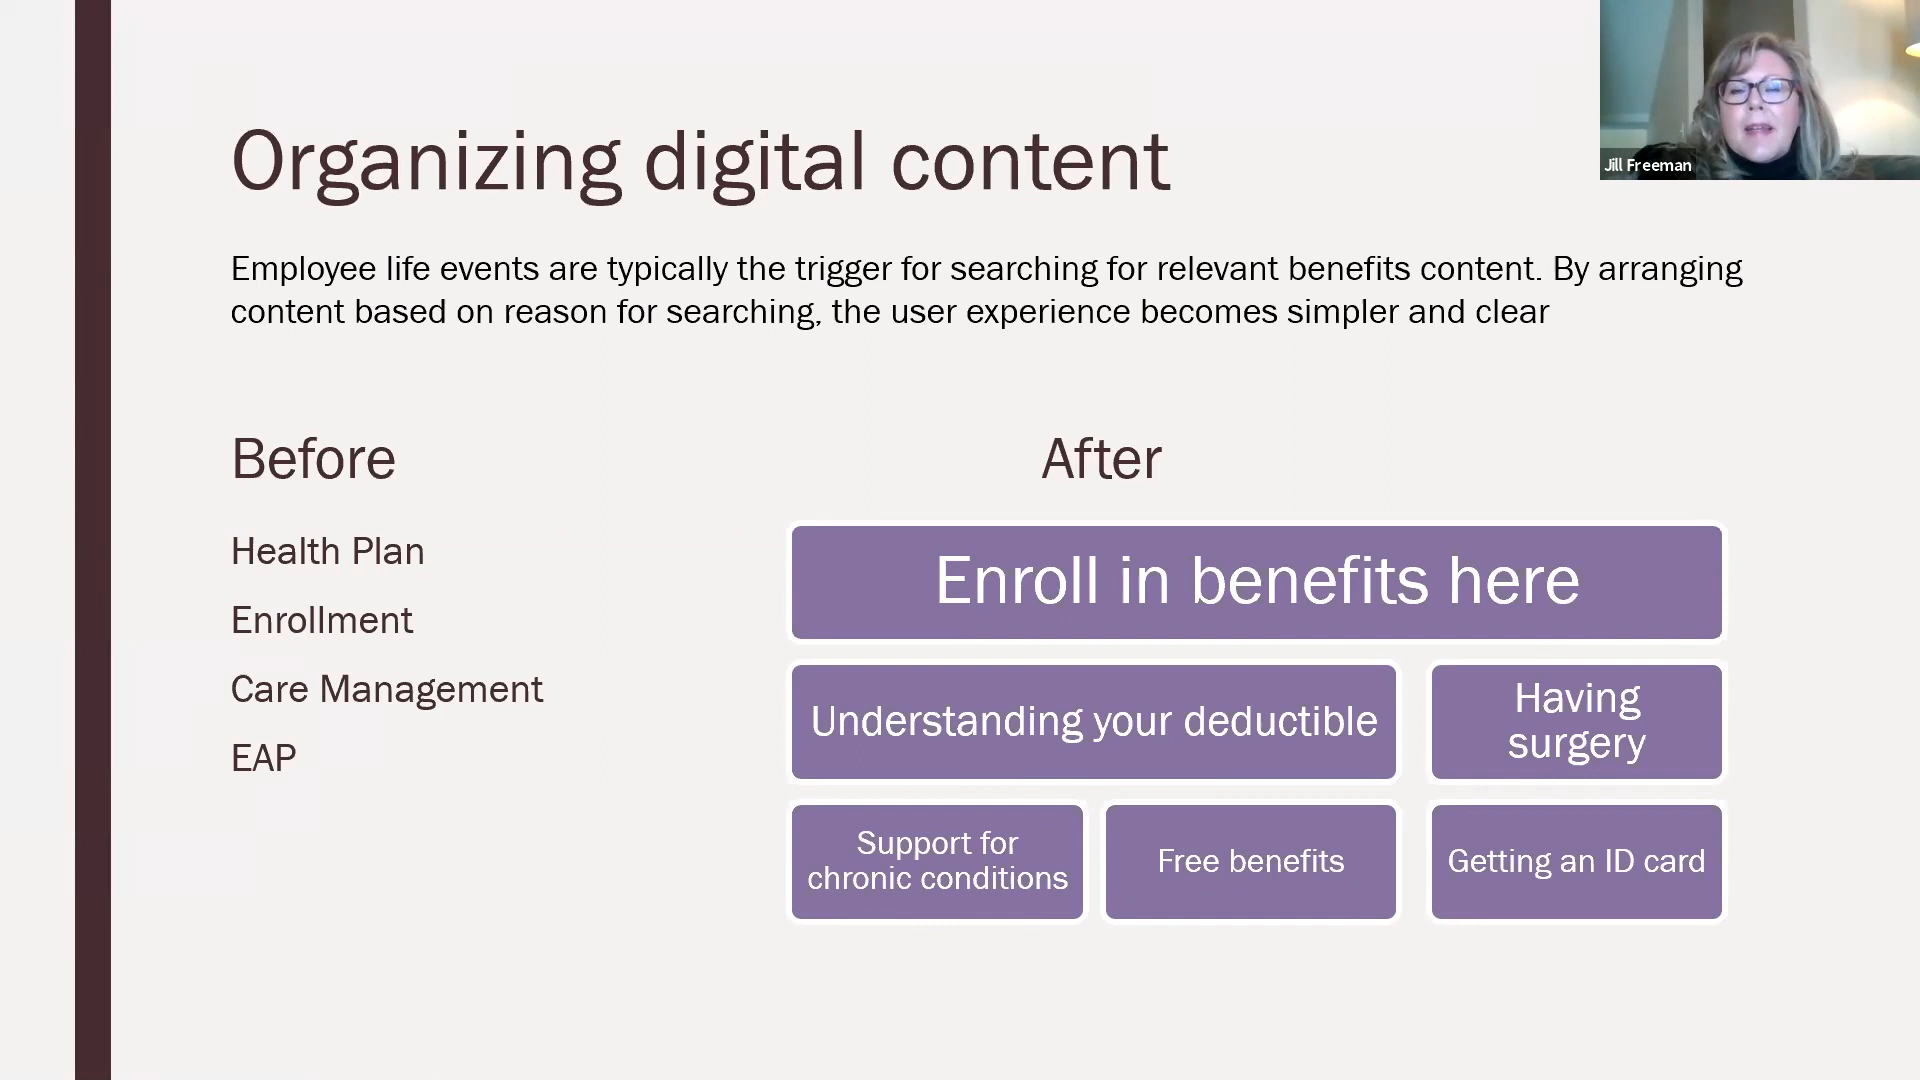 Organizing digital content
Jill Freeman
Employee life events are typically the trigger for searching for relevant benefits content. By arranging
content based on reason for searching, the user experience becomes simpler and clear
Before
Health Plan
Enrollment
Care Management
EAP
After
Enroll in benefits here
Understanding your deductible
Having
surgery
Support for
chronic conditions
Free benefits
Getting an ID card